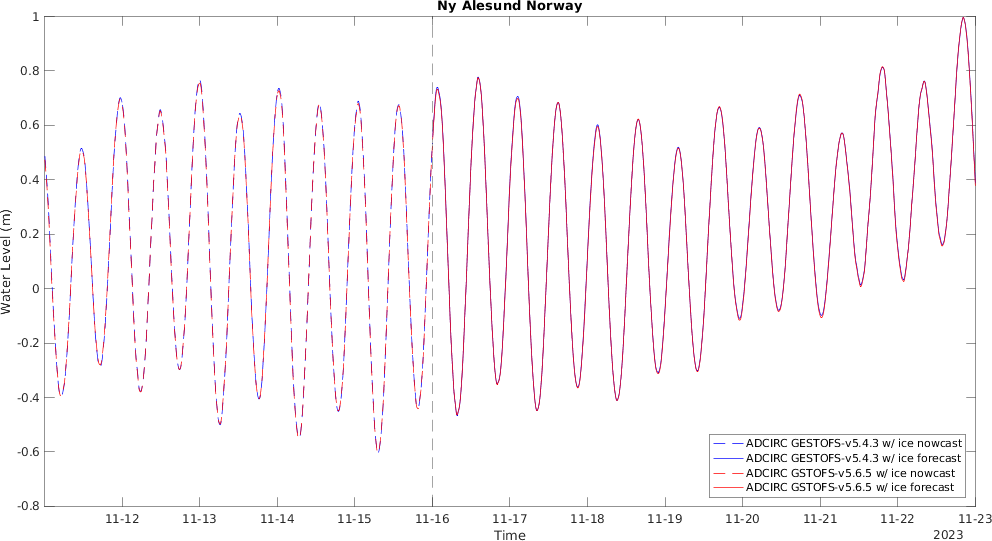 Ny Alesund Norway
Water Level (m)
1
0.8
0.6
0.4
0.2
0
-0.2
-0.4
-0.6
-0.8
ADCIRC GESTOFS-v5.4.3 w/ ice nowcast
ADCIRC GESTOFS-v5.4.3 w/ ice forecast
ADCIRC GSTOFS-v5.6.5 w/ ice nowcast
ADCIRC GSTOFS-v5.6.5 w/ ice forecast
11-12 11-13 11-14 11-15 11-16 11-17 11-18 11-19 11-20 11-21 11-22 11-23
Time
2023